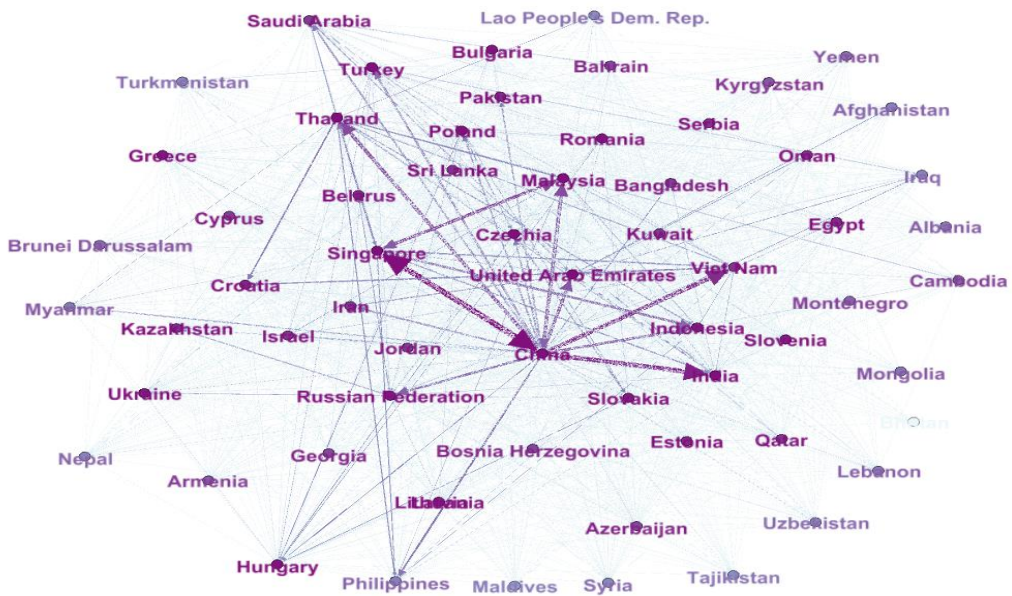 Saudi Arabia
Lao People's Dem. Rep.
Bulgaria
Yemen
Turkey
Bahrain
Turkmenistan
Kyrgyzstan
Pakistan
Afghanistan
Thailand
Poland
Serbia
Romania
Greece
Oman
Sri Lanka
Iraq
Malaysia
Bangladesh
Belarus
Cyprus
Egypt
Albania
Czechia
Kuwait
Brunei Darussalam
Singapore
Viet Nam
United Arab Emirates
Cambodia
Croatia
Montenegro
Myanmar
Iran
Kazakhstan
Indonesia
Israel
Slovenia
Jordan
China
Mongolia
India
Ukraine
Russian Federation
Slovakia
Bhutan
Estonia
Qatar
Bosnia Herzegovina
Nepal
Georgia
Lebanon
Armenia
Lithuania
Latvia
Uzbekistan
Azerbaijan
Hungary
Tajikistan
Philippines
Maldives
Syria